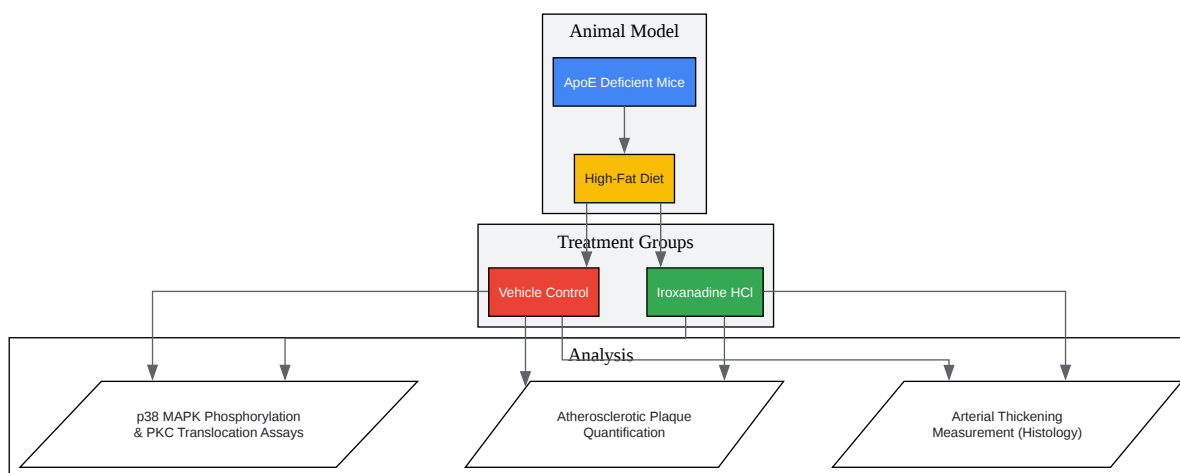 Animal Model
ApoE Deficient Mice
High-Fat Diet
Treatment Groups
Vehicle Control
Iroxanadine HCl
Analysis
p38 MAPK Phosphorylation
& PKC Translocation Assays
Atherosclerotic Plaque
Quantification
Arterial Thickening
Measurement (Histology)